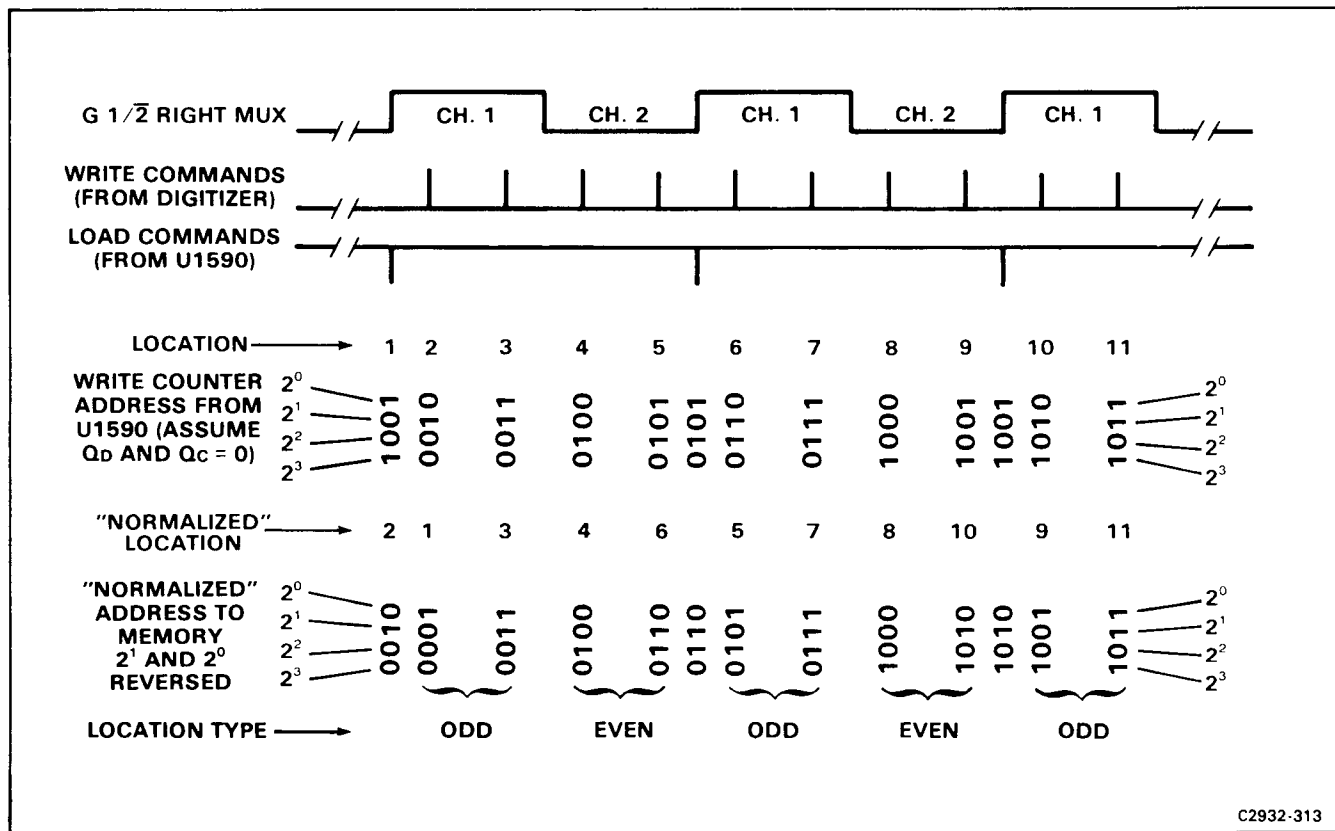 G 1/2̅ RIGHT MUX
CH. 1 CH. 2 CH. 1 CH. 2 CH. 1
WRITE COMMANDS
(FROM DIGITIZER)
LOAD COMMANDS
(FROM U1590)
LOCATION 1 2 3 4 5 6 7 8 9 10 11
WRITE COUNTER
ADDRESS FROM
U1590 (ASSUME
QD AND QC = 0)
2⁰
2¹
2²
2³
1001 0010 0011 0100 0101 0101 0110 0111 1000 1001 1001 1010 1011
2⁰
2¹
2²
2³
"NORMALIZED"
LOCATION
2 1 3 4 6 5 7 8 10 9 11
"NORMALIZED"
ADDRESS TO
MEMORY
2¹ AND 2⁰
REVERSED
2⁰
2¹
2²
2³
0010 0001 0011 0100 0110 0110 0101 0111 1000 1010 1010 1001 1011
2⁰
2¹
2²
2³
LOCATION TYPE ODD EVEN ODD EVEN ODD
C2932-313